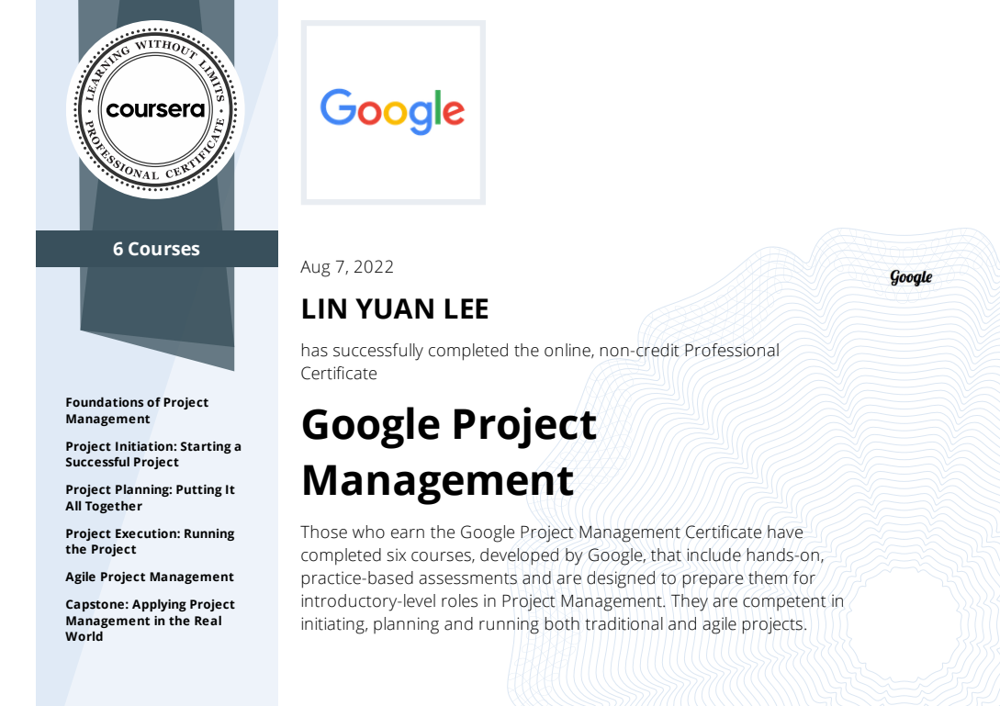 LEARNING WITHOUT LIMITS
coursera
PROFESSIONAL CERTIFICATE
6 Courses
Foundations of Project
Management
Project Initiation: Starting a
Successful Project
Project Planning: Putting It
All Together
Project Execution: Running
the Project
Agile Project Management
Capstone: Applying Project
Management in the Real
World
Google
Aug 7, 2022
LIN YUAN LEE
has successfully completed the online, non-credit Professional
Certificate
Google Project
Management
Those who earn the Google Project Management Certificate have
completed six courses, developed by Google, that include hands-on,
practice-based assessments and are designed to prepare them for
introductory-level roles in Project Management. They are competent in
initiating, planning and running both traditional and agile projects.
Google